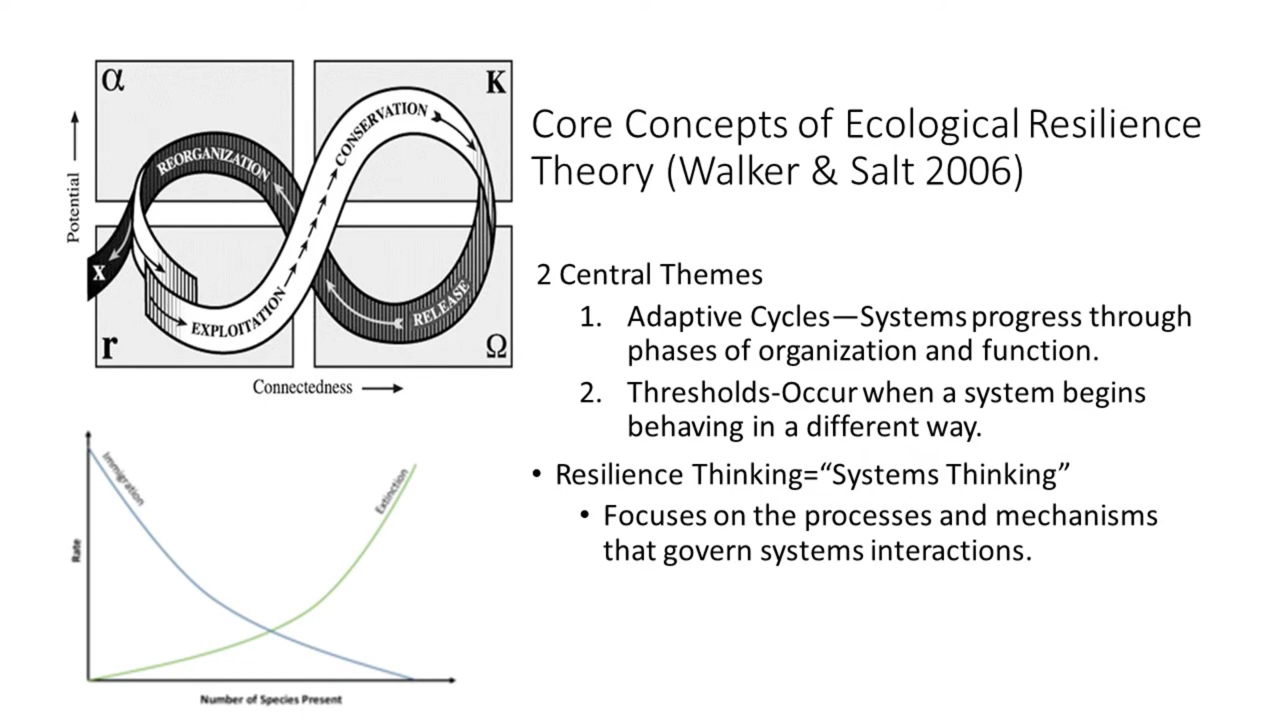 α
K
REORGANIZATION
CONSERVATION
Potential
x
EXPLOITATION
RELEASE
r
Ω
Connectedness
Immigration
Extinction
Rate
Number of Species Present
Core Concepts of Ecological Resilience
Theory (Walker & Salt 2006)
2 Central Themes
1. Adaptive Cycles—Systems progress through
phases of organization and function.
2. Thresholds-Occur when a system begins
behaving in a different way.
• Resilience Thinking=“Systems Thinking”
• Focuses on the processes and mechanisms
that govern systems interactions.